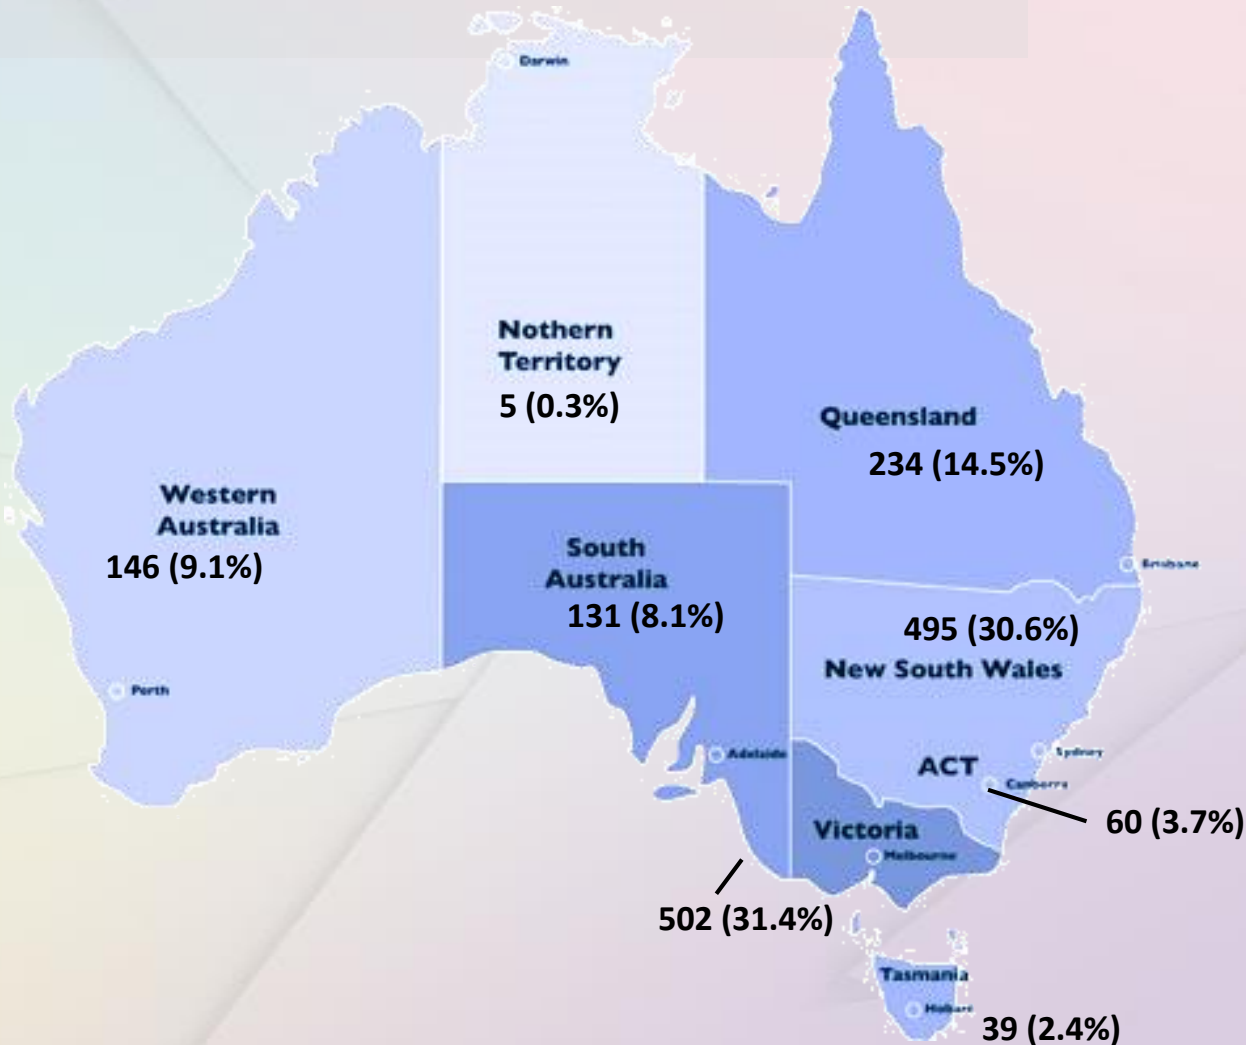 Darwin
Nothern
Territory
5 (0.3%)
Queensland
234 (14.5%)
Western
Australia
146 (9.1%)
South
Australia
131 (8.1%)
Brisbane
495 (30.6%)
New South Wales
Perth
Adelaide
ACT
Sydney
Canberra
60 (3.7%)
Victoria
Melbourne
502 (31.4%)
Tasmania
Hobart
39 (2.4%)